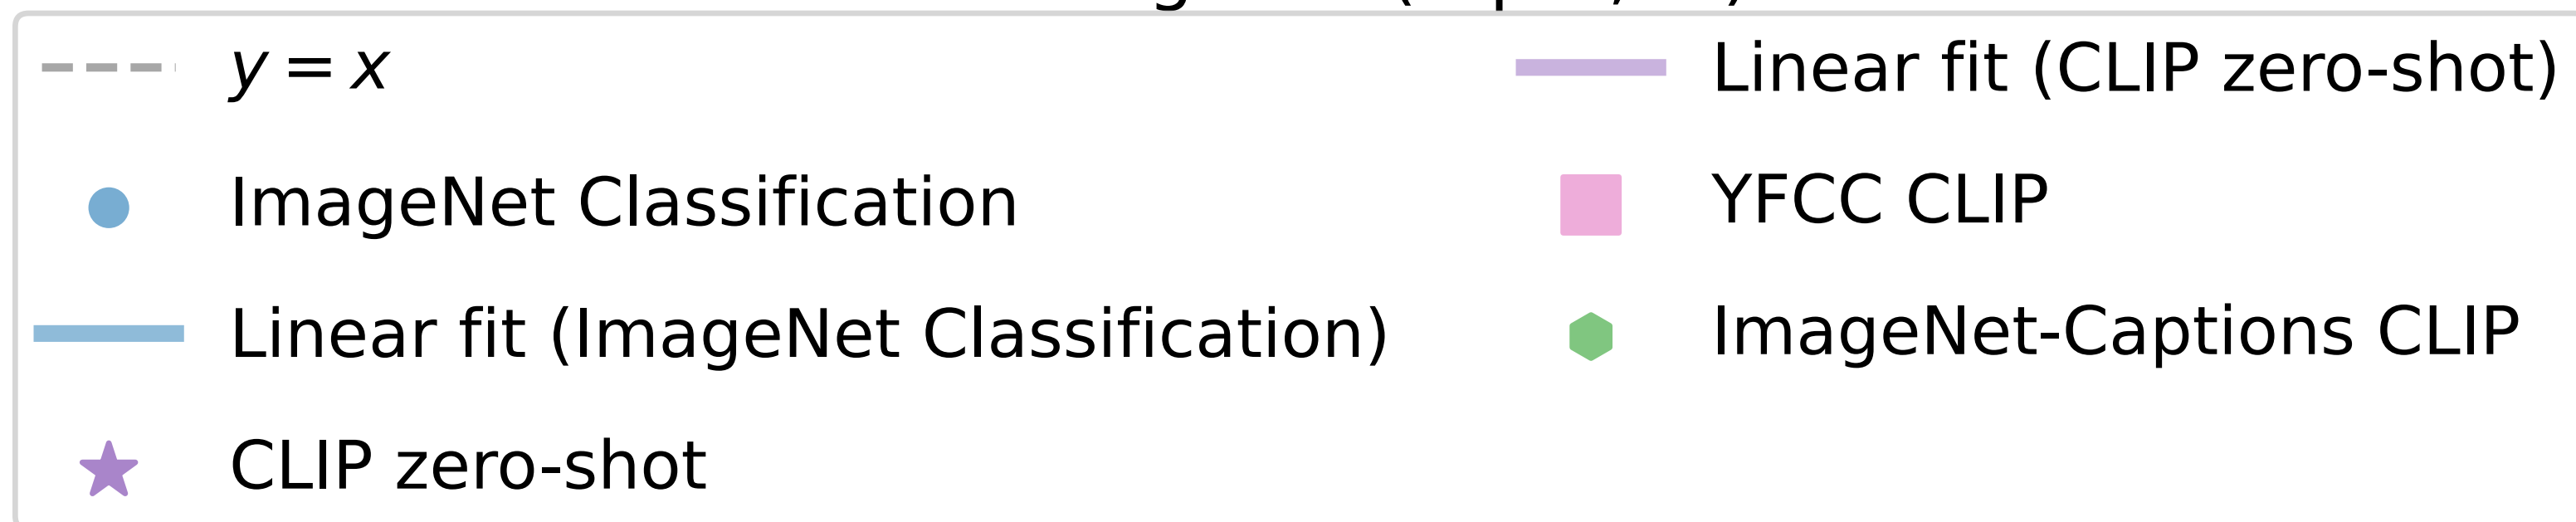 y = x
ImageNet Classification
Linear fit (ImageNet Classification)
CLIP zero-shot
Linear fit (CLIP zero-shot)
YFCC CLIP
ImageNet-Captions CLIP